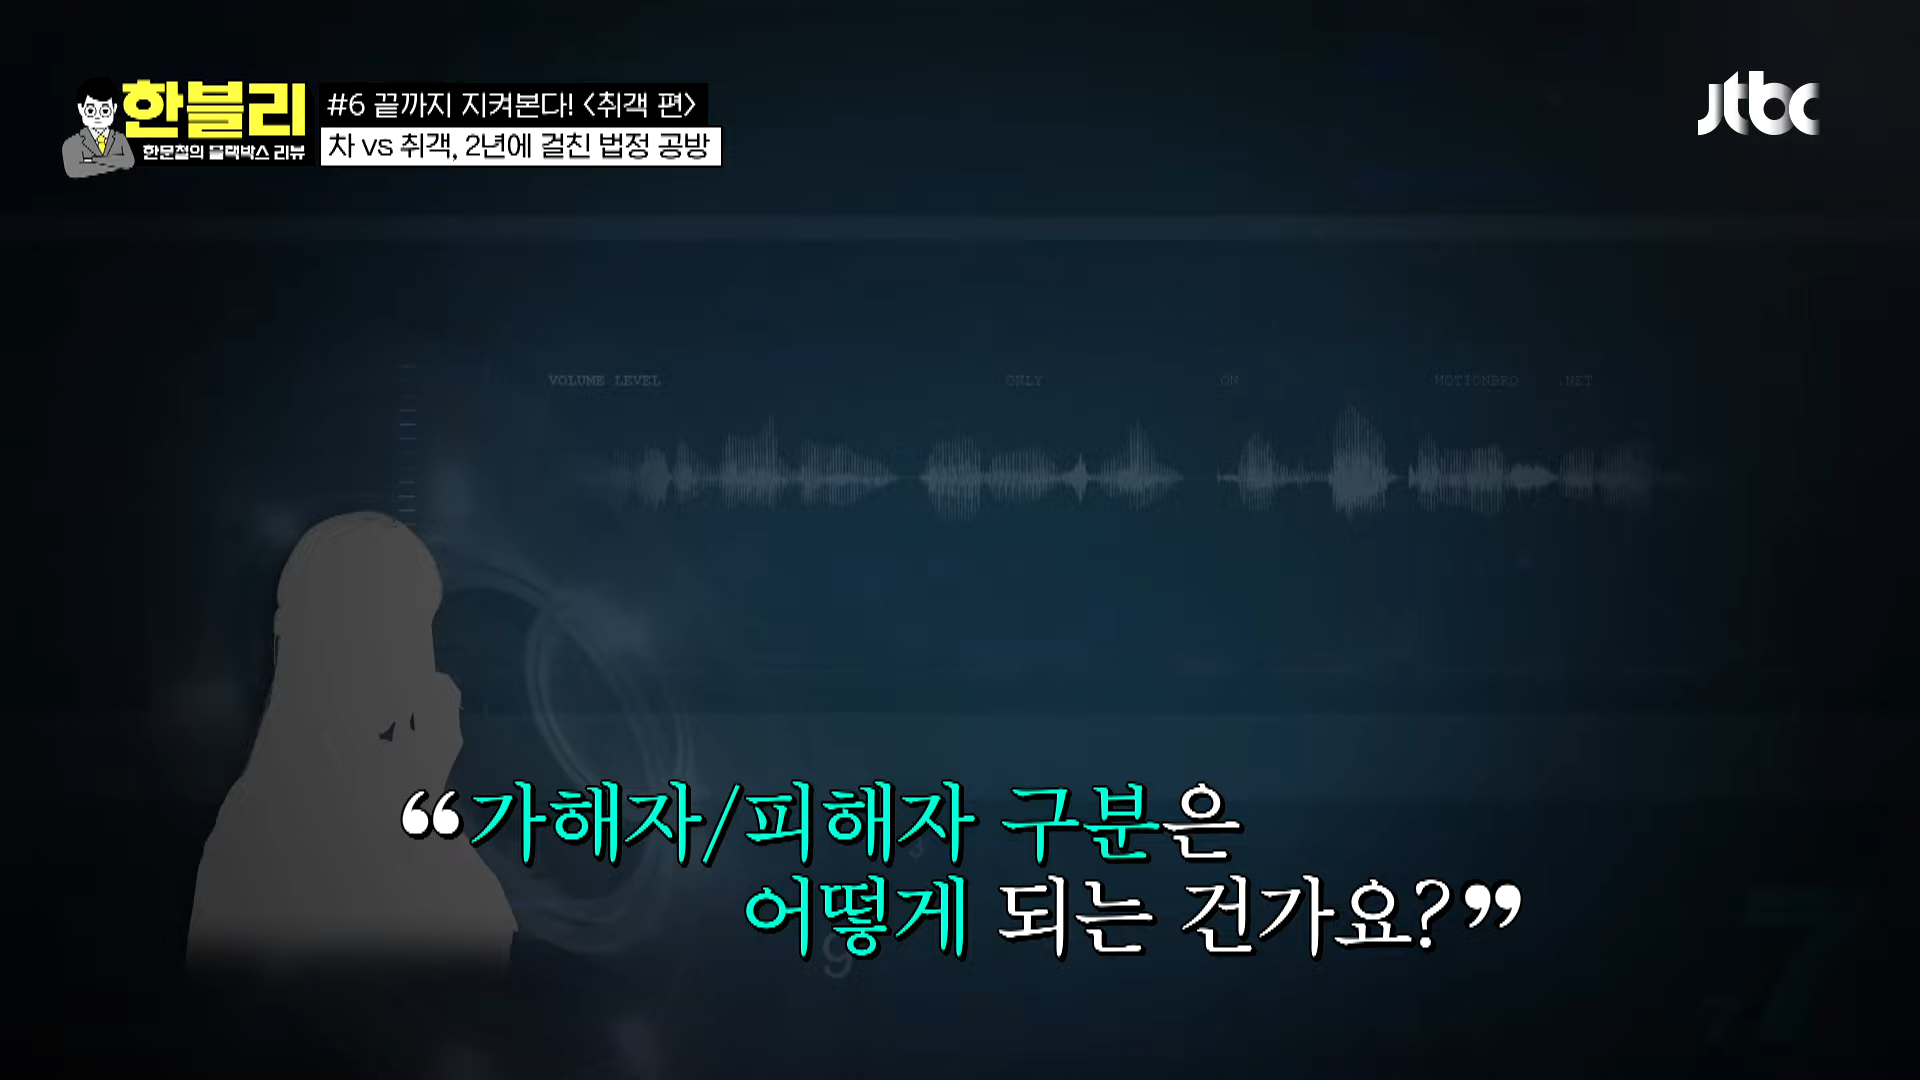 한블리
한문철의 블랙박스 리뷰
#6 끝까지 지켜본다! <취객 편>
차 vs 취객, 2년에 걸친 법정 공방
jtbc
VOLUME LEVEL ONLY ON MOTIONBRO .NET
“가해자/피해자 구분은
어떻게 되는 건가요?”
9
7